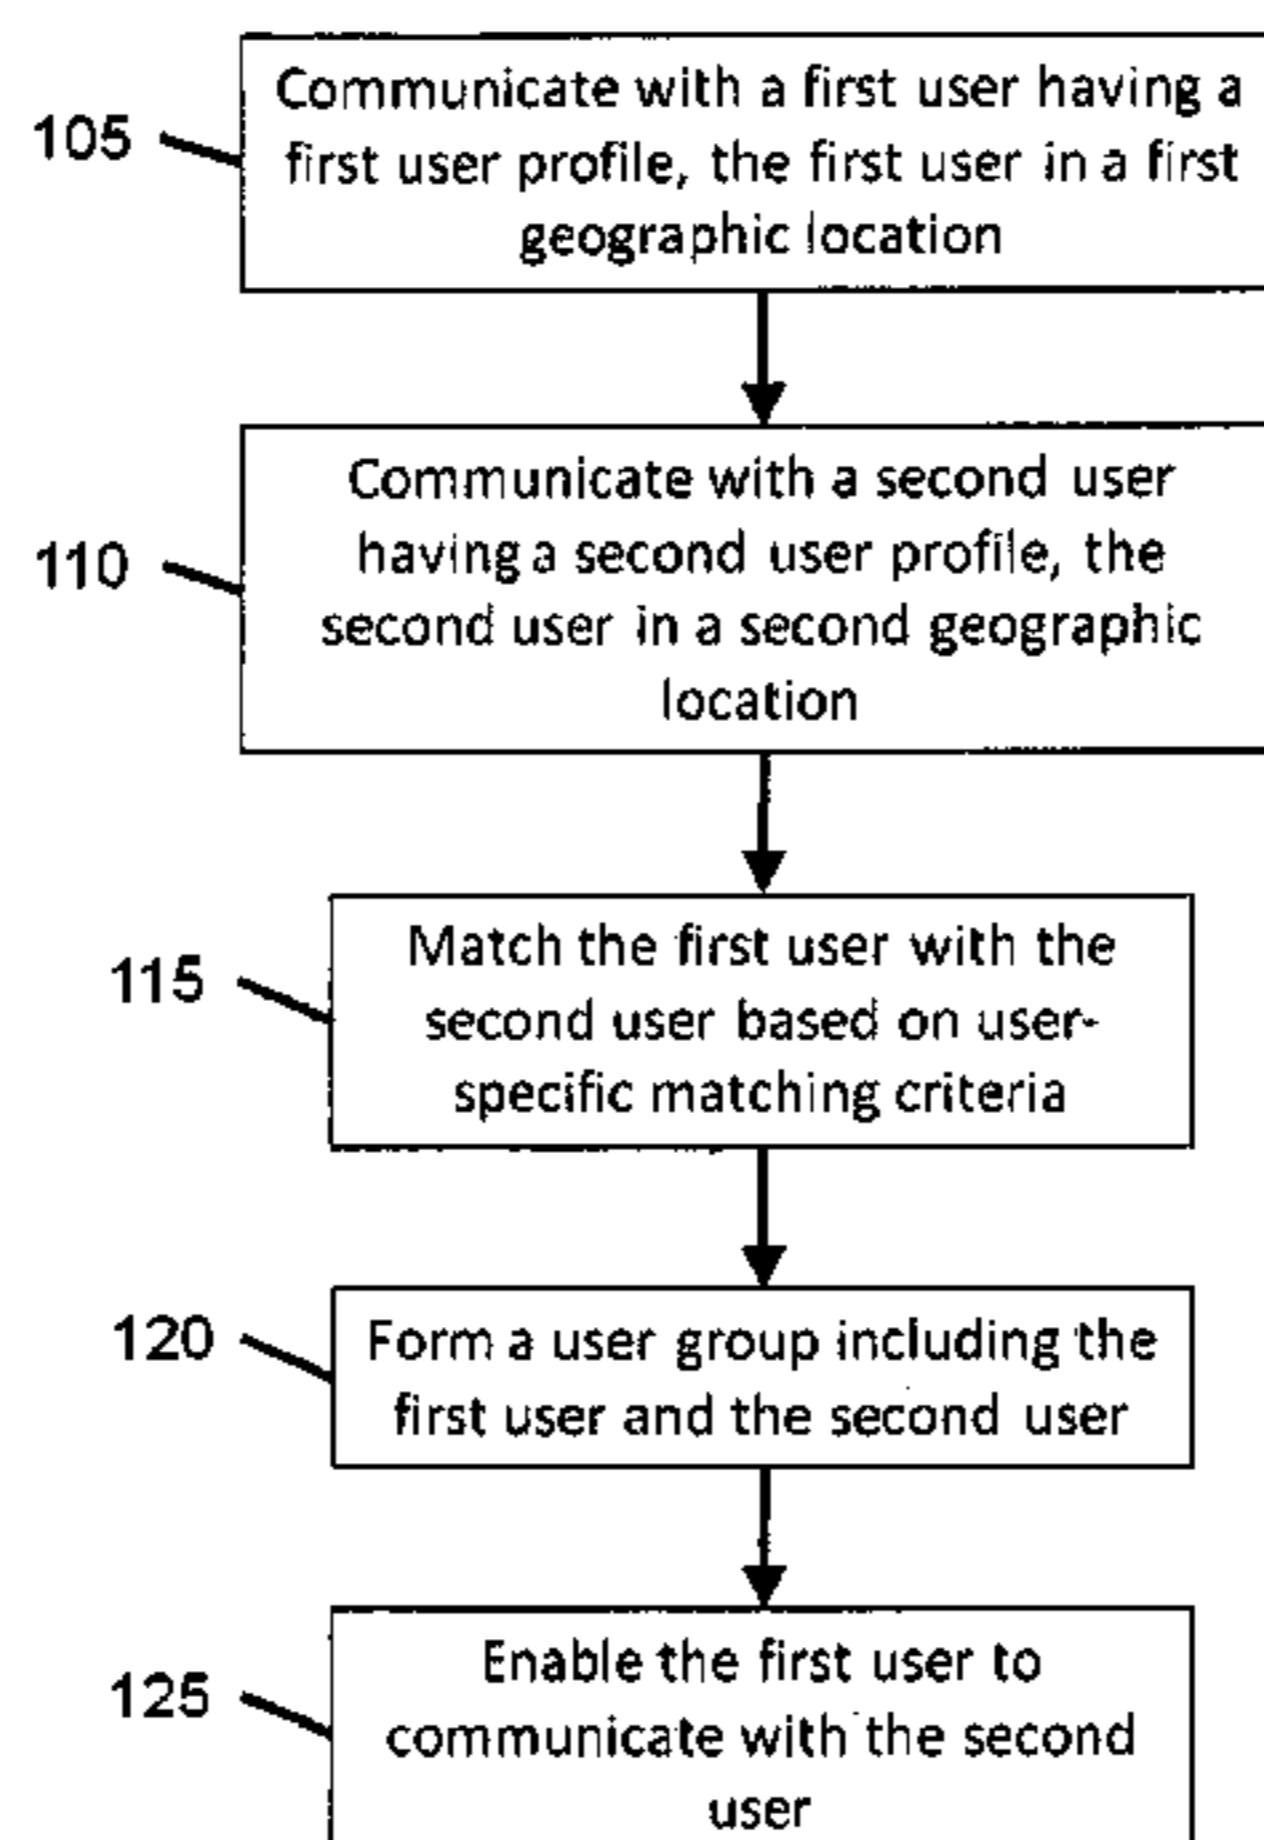 105
Communicate with a first user having a
first user profile, the first user in a first
geographic location
110
Communicate with a second user
having a second user profile, the
second user in a second geographic
location
115
Match the first user with the
second user based on user-
specific matching criteria
120
Form a user group including the
first user and the second user
125
Enable the first user to
communicate with the second
user